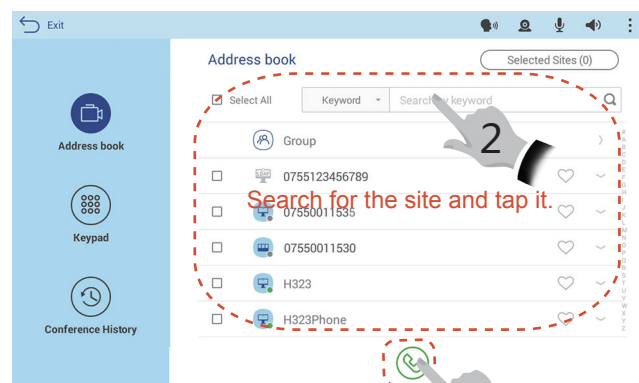 Exit
Address book
Selected Sites (0)
Select All
Keyword
Search by keyword
2
Group
Address book
0755123456789
Search for the site and tap it.
07550011535
Keypad
07550011530
H323
H323Phone
Conference History